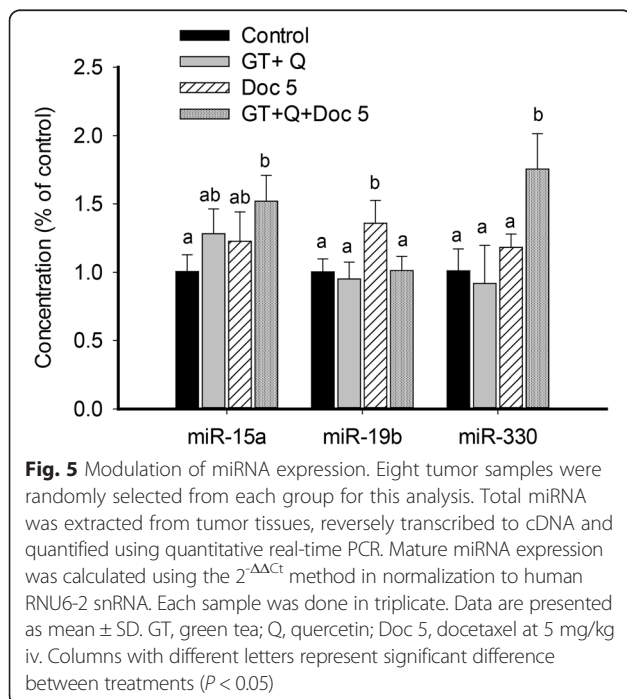 Control
GT+ Q
Doc 5
GT+Q+Doc 5
Concentration (% of control)
2.5
2.0
1.5
1.0
0.5
0.0
a
ab
ab
b
a
a
b
a
a
a
a
b
miR-15a
miR-19b
miR-330
Fig. 5 Modulation of miRNA expression. Eight tumor samples were
randomly selected from each group for this analysis. Total miRNA
was extracted from tumor tissues, reversely transcribed to cDNA and
quantified using quantitative real-time PCR. Mature miRNA expression
was calculated using the 2-ΔΔCt method in normalization to human
RNU6-2 snRNA. Each sample was done in triplicate. Data are presented
as mean ± SD. GT, green tea; Q, quercetin; Doc 5, docetaxel at 5 mg/kg
iv. Columns with different letters represent significant difference
between treatments (P < 0.05)